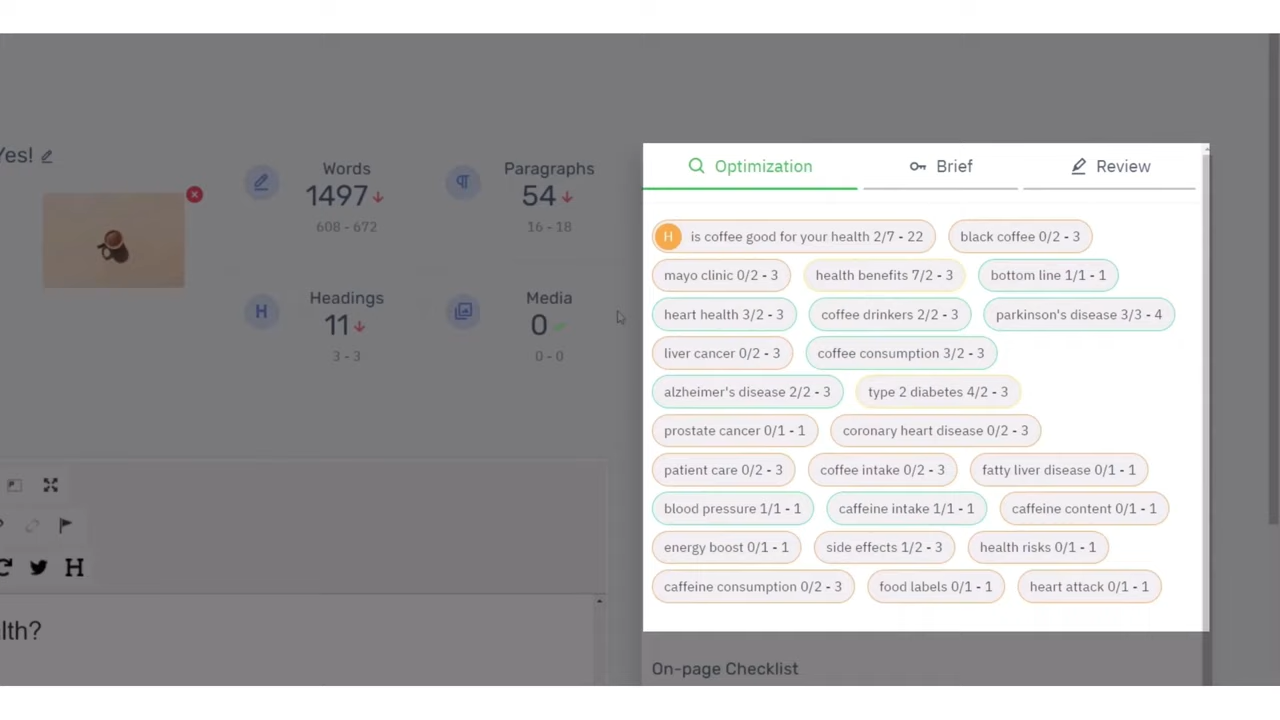 Yes!
Words
1497
608 - 672
Paragraphs
54
16 - 18
Headings
11
3 - 3
Media
0
0 - 0
H
H
lth?
Optimization
Brief
Review
H is coffee good for your health 2/7 - 22
black coffee 0/2 - 3
mayo clinic 0/2 - 3
health benefits 7/2 - 3
bottom line 1/1 - 1
heart health 3/2 - 3
coffee drinkers 2/2 - 3
parkinson's disease 3/3 - 4
liver cancer 0/2 - 3
coffee consumption 3/2 - 3
alzheimer's disease 2/2 - 3
type 2 diabetes 4/2 - 3
prostate cancer 0/1 - 1
coronary heart disease 0/2 - 3
patient care 0/2 - 3
coffee intake 0/2 - 3
fatty liver disease 0/1 - 1
blood pressure 1/1 - 1
caffeine intake 1/1 - 1
caffeine content 0/1 - 1
energy boost 0/1 - 1
side effects 1/2 - 3
health risks 0/1 - 1
caffeine consumption 0/2 - 3
food labels 0/1 - 1
heart attack 0/1 - 1
On-page Checklist